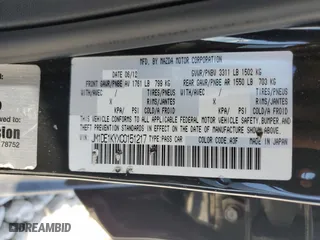 MFD BY MAZDA MOTOR CORPORATION
DATE 06/12 GVWR/PNBV 3311 LB 1502 KG
FRONT GAWR/PNBE AV 1761 LB 799 KG REAR GAWR/PNBE AR 1550 LB 703 KG
WITH/AVEC / TIRES/PNEUS WITH/AVEC / TIRES/PNEUS
X RIMS/JANTES X RIMS/JANTES
KPA/ PSI COLD/A FROID KPA/ PSI COLD/A FROID
THIS VEHICLE CONFORMS TO ALL APPLICABLE FEDERAL MOTOR VEHICLE SAFETY, BUMPER,
AND THEFT PREVENTION STANDARDS IN EFFECT ON THE DATE OF MANUFACTURE SHOWN ABOVE.
TYPE PASS CAR COLOR: A3F MADE IN JAPAN
sion
78752